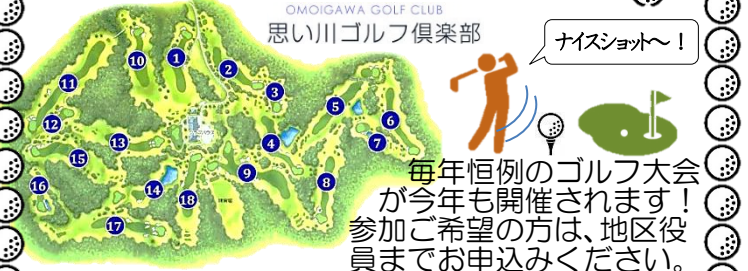 OMOIGAWA GOLF CLUB
思い川ゴルフ倶楽部
ナイスショット～！
10
1
2
11
3
5
12
13
6
4
7
15
9
16
14
8
18
17
毎年恒例のゴルフ大会
が今年も開催されます！
参加ご希望の方は、地区役
員までお申込みください。